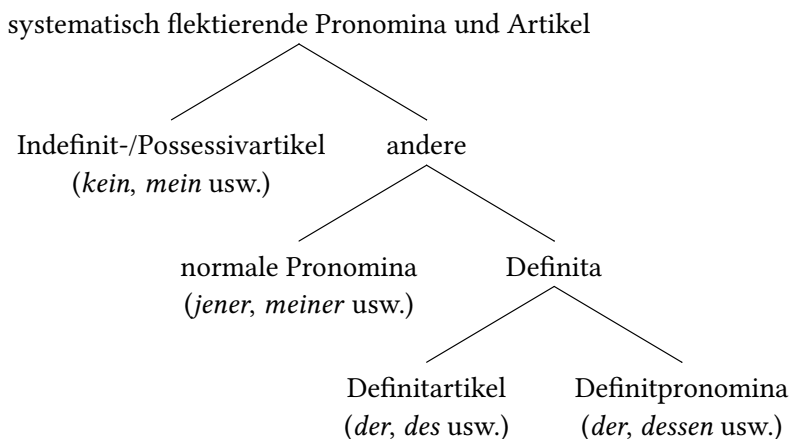 systematisch flektierende Pronomina und Artikel
Indefinit-/Possessivartikel andere
(kein, mein usw.)
normale Pronomina Definita
(jener, meiner usw.)
Definitartikel Definitpronomina
(der, des usw.) (der, dessen usw.)